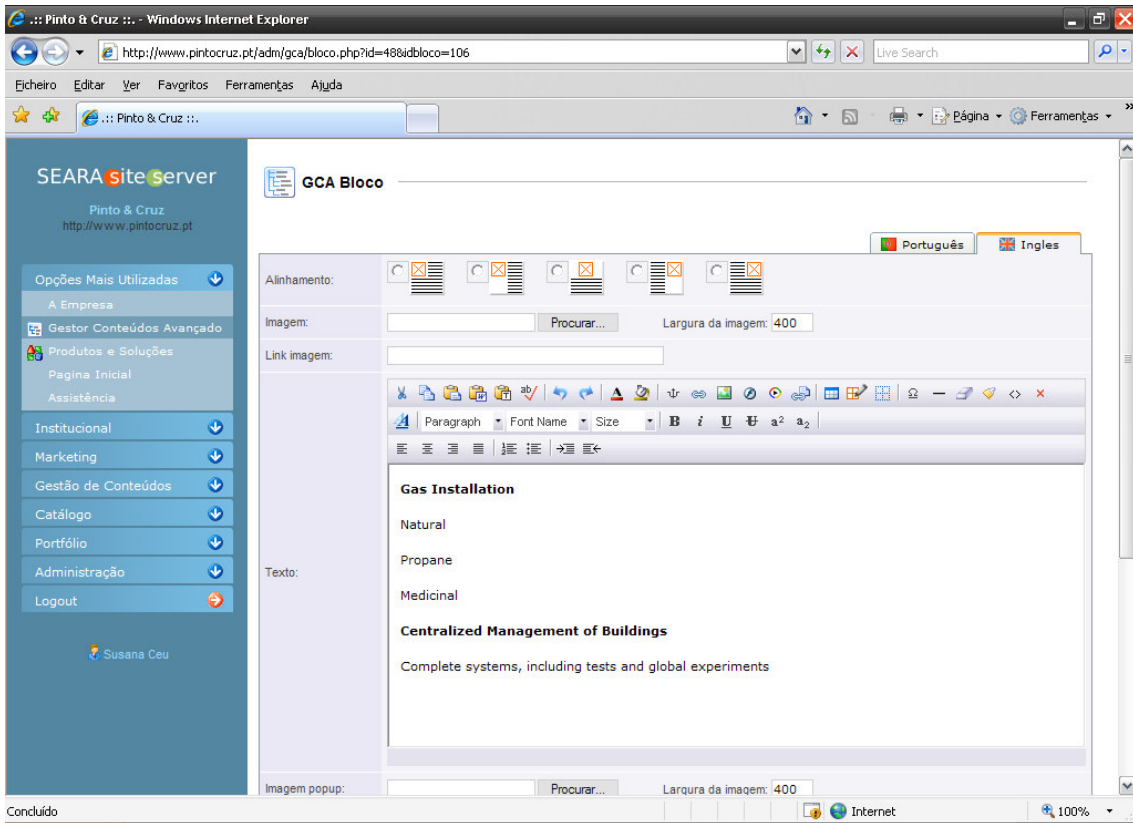 .:: Pinto & Cruz ::. - Windows Internet Explorer
http://www.pintocruz.pt/adm/gca/bloco.php?id=48&idbloco=106
Live Search
Ficheiro Editar Ver Favoritos Ferramentas Ajuda
.:: Pinto & Cruz ::.
Página Ferramentas
SEARA site server
Pinto & Cruz
http://www.pintocruz.pt
Opções Mais Utilizadas
A Empresa
Gestor Conteúdos Avançado
Produtos e Soluções
Pagina Inicial
Assistência
Institucional
Marketing
Gestão de Conteúdos
Catálogo
Portfólio
Administração
Logout
Susana Ceu
GCA Bloco
Português Ingles
Alinhamento:
Imagem: Procurar... Largura da imagem: 400
Link imagem:
Paragraph Font Name Size B i U a² a₂
Texto:
Gas Installation
Natural
Propane
Medicinal
Centralized Management of Buildings
Complete systems, including tests and global experiments
Imagem popup: Procurar... Largura da imagem: 400
Concluído Internet 100%